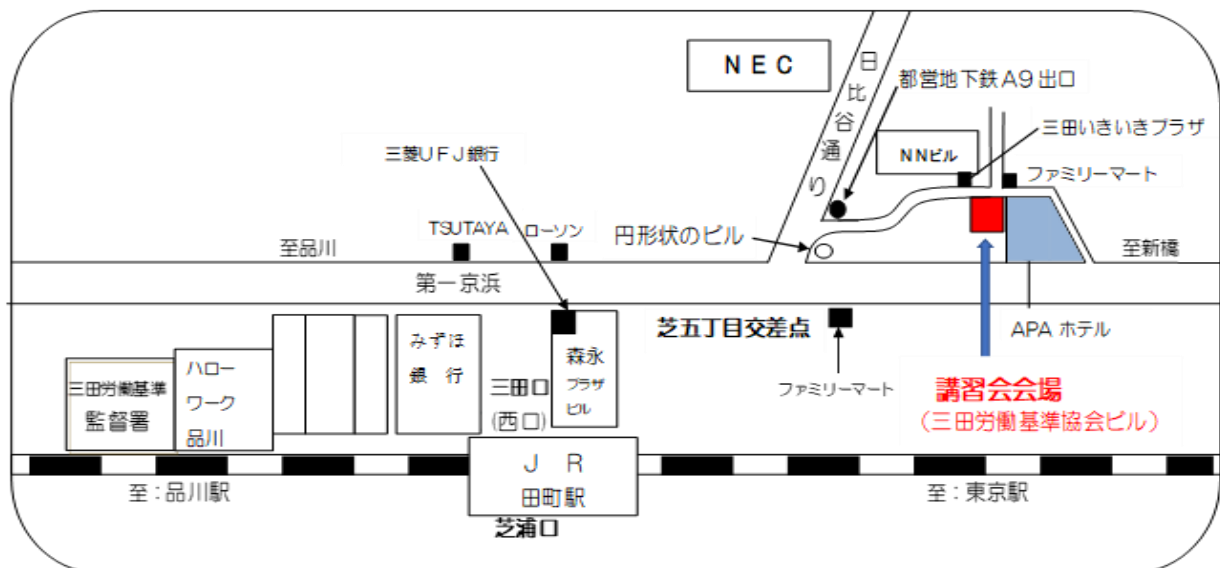 NEC
日比谷通り
都営地下鉄A9出口
三田いきいきプラザ
NNビル
ファミリーマート
三菱UFJ銀行
TSUTAYA ローソン
円形状のビル
至品川
至新橋
第一京浜
芝五丁目交差点
APA ホテル
みずほ
銀行
森永
プラザ
ビル
三田口
(西口)
ファミリーマート
講習会会場
(三田労働基準協会ビル)
三田労働基準
監督署
ハロー
ワーク
品川
JR
田町駅
至:品川駅
至:東京駅
芝浦口